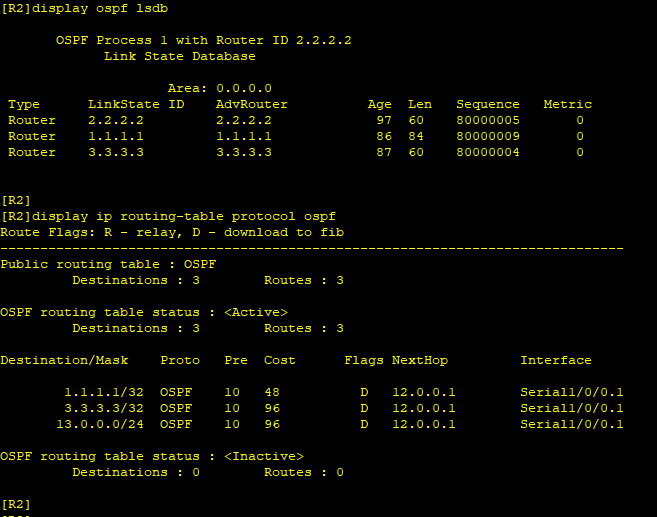 [R2]display ospf lsdb
OSPF Process 1 with Router ID 2.2.2.2
Link State Database
Area: 0.0.0.0
Type LinkState ID AdvRouter Age Len Sequence Metric
Router 2.2.2.2 2.2.2.2 97 60 80000005 0
Router 1.1.1.1 1.1.1.1 86 84 80000009 0
Router 3.3.3.3 3.3.3.3 87 60 80000004 0
[R2]
[R2]display ip routing-table protocol ospf
Route Flags: R - relay, D - download to fib
------------------------------------------------------------------------------
Public routing table : OSPF
Destinations : 3 Routes : 3
OSPF routing table status : <Active>
Destinations : 3 Routes : 3
Destination/Mask Proto Pre Cost Flags NextHop Interface
1.1.1.1/32 OSPF 10 48 D 12.0.0.1 Serial1/0/0.1
3.3.3.3/32 OSPF 10 96 D 12.0.0.1 Serial1/0/0.1
13.0.0.0/24 OSPF 10 96 D 12.0.0.1 Serial1/0/0.1
OSPF routing table status : <Inactive>
Destinations : 0 Routes : 0
[R2]